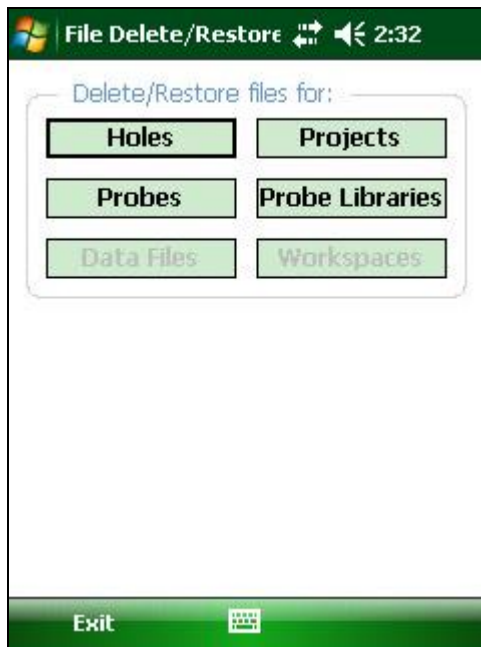 File Delete/Restore 2:32
Delete/Restore files for:
Holes Projects
Probes Probe Libraries
Data Files Workspaces
Exit